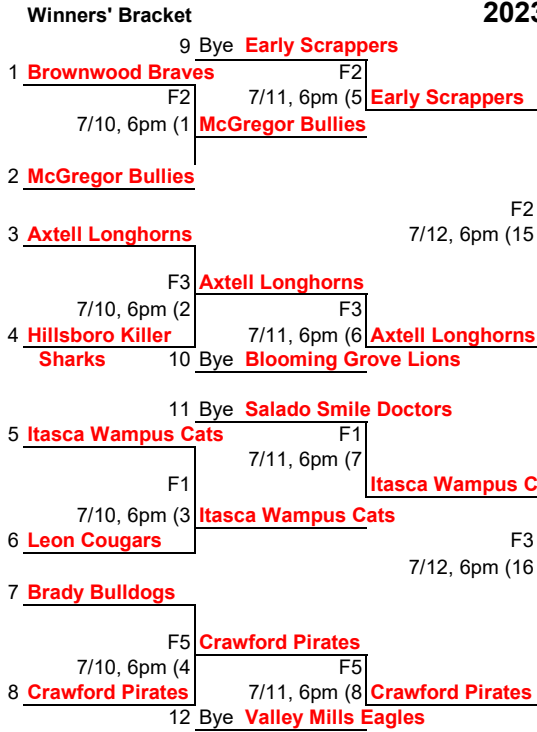 Winners' Bracket 2023
9 Bye Early Scrappers
1 Brownwood Braves F2
F2 7/11, 6pm (5 Early Scrappers
7/10, 6pm (1 McGregor Bullies
2 McGregor Bullies
F2
3 Axtell Longhorns 7/12, 6pm (15
F3 Axtell Longhorns
7/10, 6pm (2 F3
4 Hillsboro Killer 7/11, 6pm (6 Axtell Longhorns
Sharks 10 Bye Blooming Grove Lions
11 Bye Salado Smile Doctors
5 Itasca Wampus Cats F1
7/11, 6pm (7
F1 Itasca Wampus C
7/10, 6pm (3 Itasca Wampus Cats
6 Leon Cougars F3
7/12, 6pm (16
7 Brady Bulldogs
F5 Crawford Pirates
7/10, 6pm (4 F5
8 Crawford Pirates 7/11, 6pm (8 Crawford Pirates
12 Bye Valley Mills Eagles